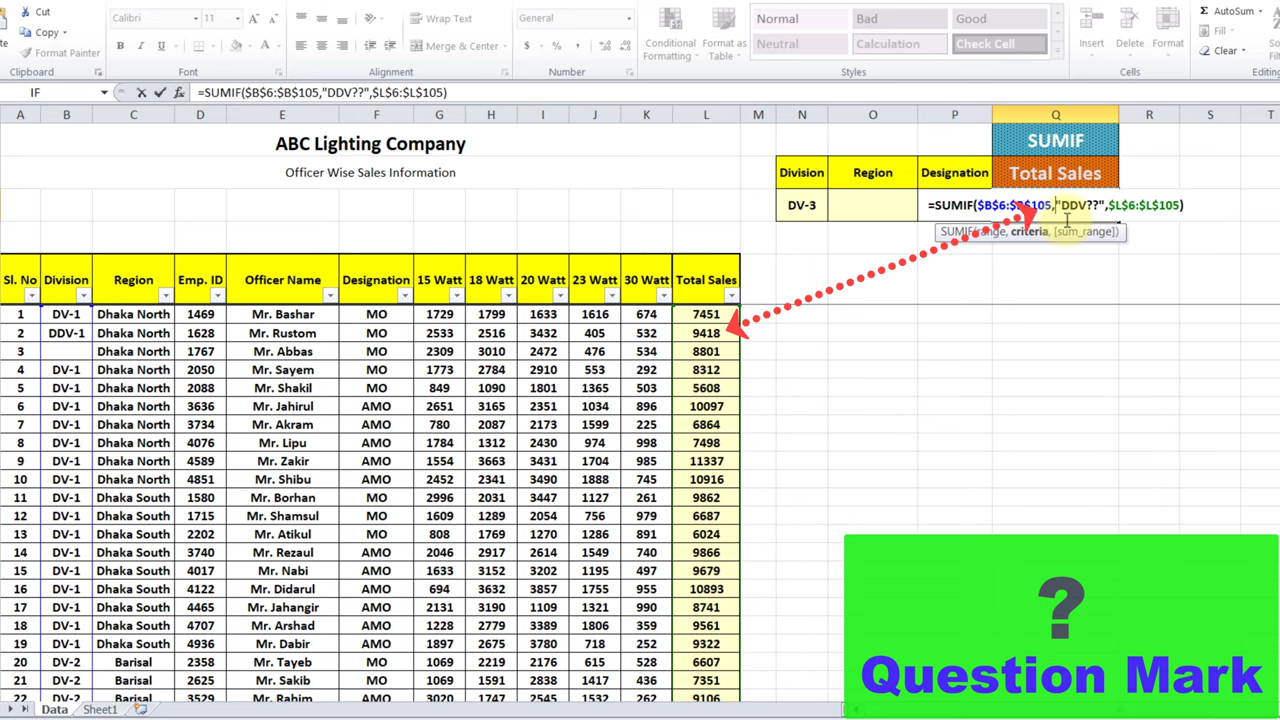 Cut
Calibri 11 A A Wrap Text General Normal Bad Good AutoSum
Copy Fill
Format Painter B I U Merge & Center $ % , Conditional Formatting Format as Table Neutral Calculation Check Cell Insert Delete Format Clear
Clipboard Font Alignment Number Styles Cells Editing
IF fx =SUMIF($B$6:$B$105,"DDV??",$L$6:$L$105)
A B C D E F G H I J K L M N O P Q R S T
ABC Lighting Company
Officer Wise Sales Information
SUMIF
Division Region Designation Total Sales
DV-3 =SUMIF($B$6:$B$105,"DDV??",$L$6:$L$105)
SUMIF(range, criteria, [sum_range])
Sl. No Division Region Emp. ID Officer Name Designation 15 Watt 18 Watt 20 Watt 23 Watt 30 Watt Total Sales
1 DV-1 Dhaka North 1469 Mr. Bashar MO 1729 1799 1633 1616 674 7451
2 DDV-1 Dhaka North 1628 Mr. Rustom MO 2533 2516 3432 405 532 9418
3 Dhaka North 1767 Mr. Abbas MO 2309 3010 2472 476 534 8801
4 DV-1 Dhaka North 2050 Mr. Sayem MO 1773 2784 2910 553 292 8312
5 DV-1 Dhaka North 2088 Mr. Shakil MO 849 1090 1801 1365 503 5608
6 DV-1 Dhaka North 3636 Mr. Jahirul AMO 2651 3165 2351 1034 896 10097
7 DV-1 Dhaka North 3734 Mr. Akram AMO 780 2087 2173 1599 225 6864
8 DV-1 Dhaka North 4076 Mr. Lipu AMO 1784 1312 2430 974 998 7498
9 DV-1 Dhaka North 4589 Mr. Zakir AMO 1554 3663 3431 1704 985 11337
10 DV-1 Dhaka North 4851 Mr. Shibu AMO 2452 2341 3490 1888 745 10916
11 DV-1 Dhaka South 1580 Mr. Borhan MO 2996 2031 3447 1127 261 9862
12 DV-1 Dhaka South 1715 Mr. Shamsul MO 1609 1289 2054 756 979 6687
13 DV-1 Dhaka South 2202 Mr. Atikul MO 808 1769 1270 1286 891 6024
14 DV-1 Dhaka South 3740 Mr. Rezaul AMO 2046 2917 2614 1549 740 9866
15 DV-1 Dhaka South 4017 Mr. Nabi AMO 1633 3152 3202 1195 497 9679
16 DV-1 Dhaka South 4122 Mr. Didarul AMO 694 3632 3857 1755 955 10893
17 DV-1 Dhaka South 4465 Mr. Jahangir AMO 2131 3190 1109 1321 990 8741
18 DV-1 Dhaka South 4707 Mr. Arshad AMO 1228 2779 3389 1806 359 9561
19 DV-1 Dhaka South 4936 Mr. Dabir AMO 1897 2675 3780 718 252 9322
20 DV-2 Barisal 2358 Mr. Tayeb MO 1069 2219 2176 615 528 6607
21 DV-2 Barisal 2625 Mr. Sakib MO 1059 2401 2838 1417 436 7351
22 DV-2 Barisal 3529 Mr. Rahim AMO 3020 1747 2545 1532 262 9106
?
Question Mark
Data Sheet1